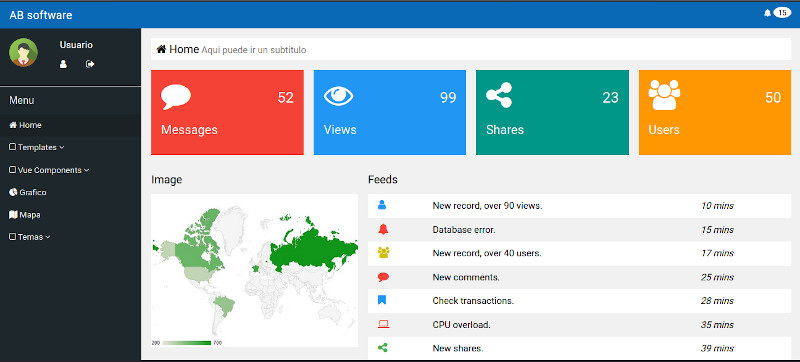 AB software
15
Usuario
Menu
Home
Templates
Vue Components
Grafico
Mapa
Temas
Home Aqui puede ir un subtitulo
52
Messages
99
Views
23
Shares
50
Users
Image
200 700
Feeds
New record, over 90 views. 10 mins
Database error. 15 mins
New record, over 40 users. 17 mins
New comments. 25 mins
Check transactions. 28 mins
CPU overload. 35 mins
New shares. 39 mins